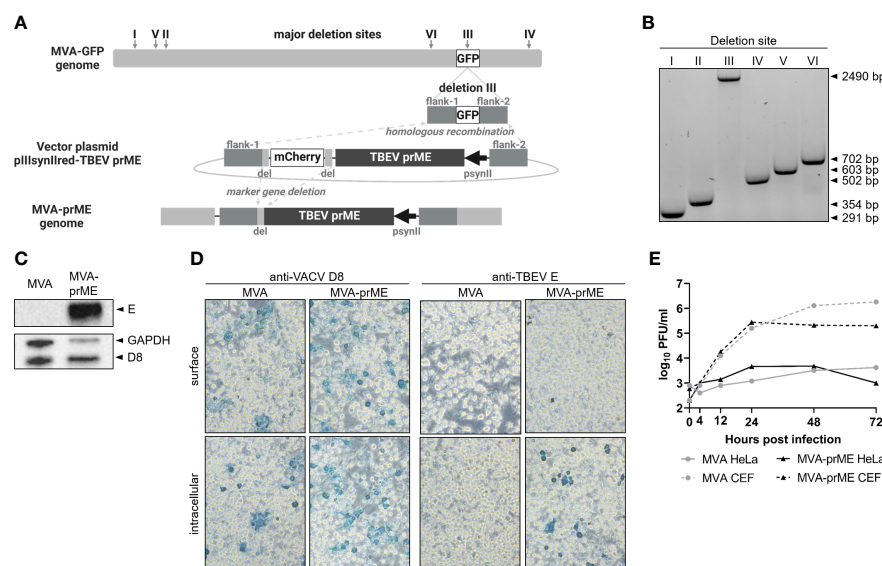 A
I V II major deletion sites VI III IV
MVA-GFP
genome
GFP
deletion III
flank-1 flank-2
GFP
homologous recombination
Vector plasmid
pIIIsynIIred-TBEV prME
flank-1 flank-2
mCherry TBEV prME
del del psynII
marker gene deletion
MVA-prME
genome
TBEV prME
del psynII
B
Deletion site
I II III IV V VI
2490 bp
702 bp
603 bp
502 bp
354 bp
291 bp
C
MVA MVA-
prME
E
GAPDH
D8
D
anti-VACV D8 anti-TBEV E
MVA MVA-prME MVA MVA-prME
surface
intracellular
E
log10 PFU/ml
7
6
5
4
3
2
0 4 12 24 48 72
Hours post infection
MVA HeLa MVA-prME HeLa
MVA CEF MVA-prME CEF